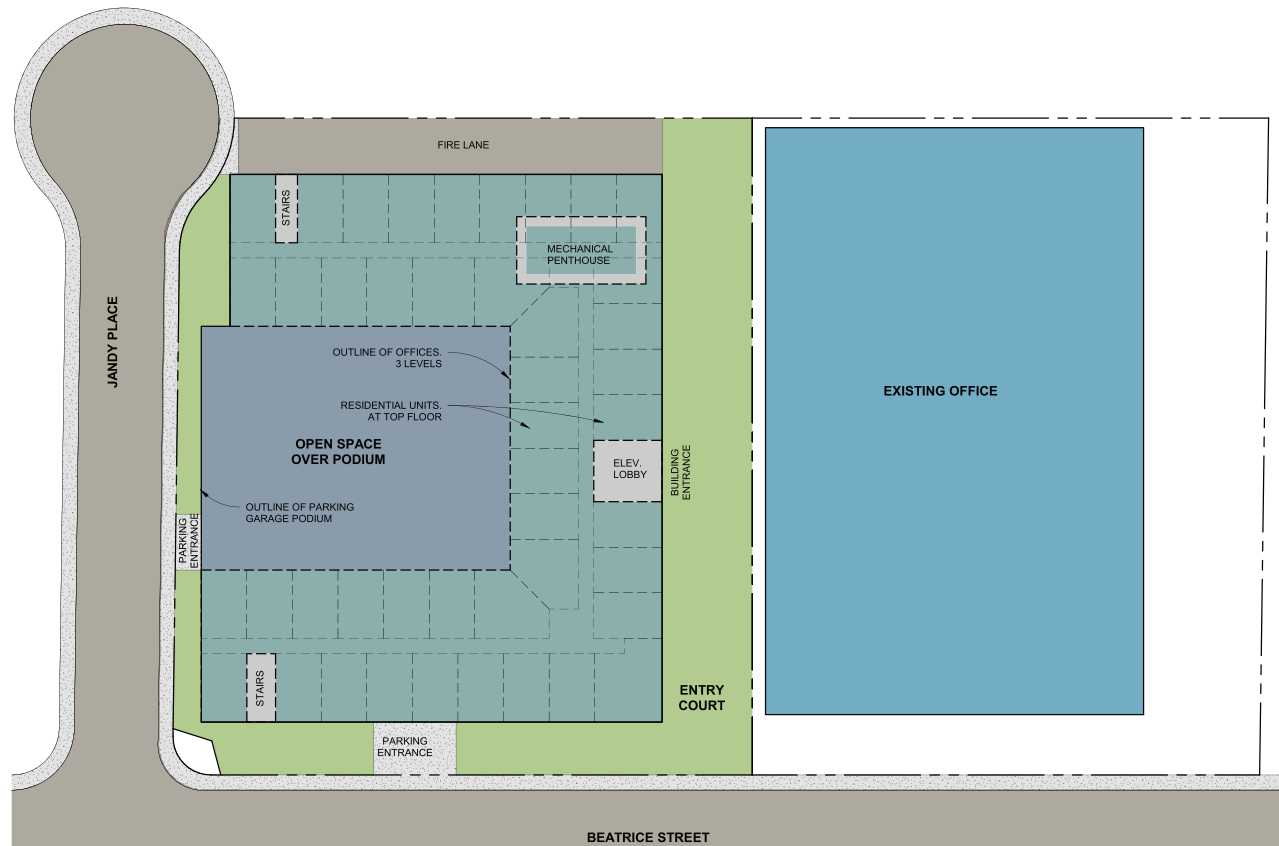 FIRE LANE
STAIRS
MECHANICAL
PENTHOUSE
JANDY PLACE
OUTLINE OF OFFICES.
3 LEVELS
RESIDENTIAL UNITS.
AT TOP FLOOR
EXISTING OFFICE
OPEN SPACE
OVER PODIUM
ELEV.
LOBBY
BUILDING
ENTRANCE
OUTLINE OF PARKING
GARAGE PODIUM
PARKING
ENTRANCE
STAIRS
ENTRY
COURT
PARKING
ENTRANCE
BEATRICE STREET